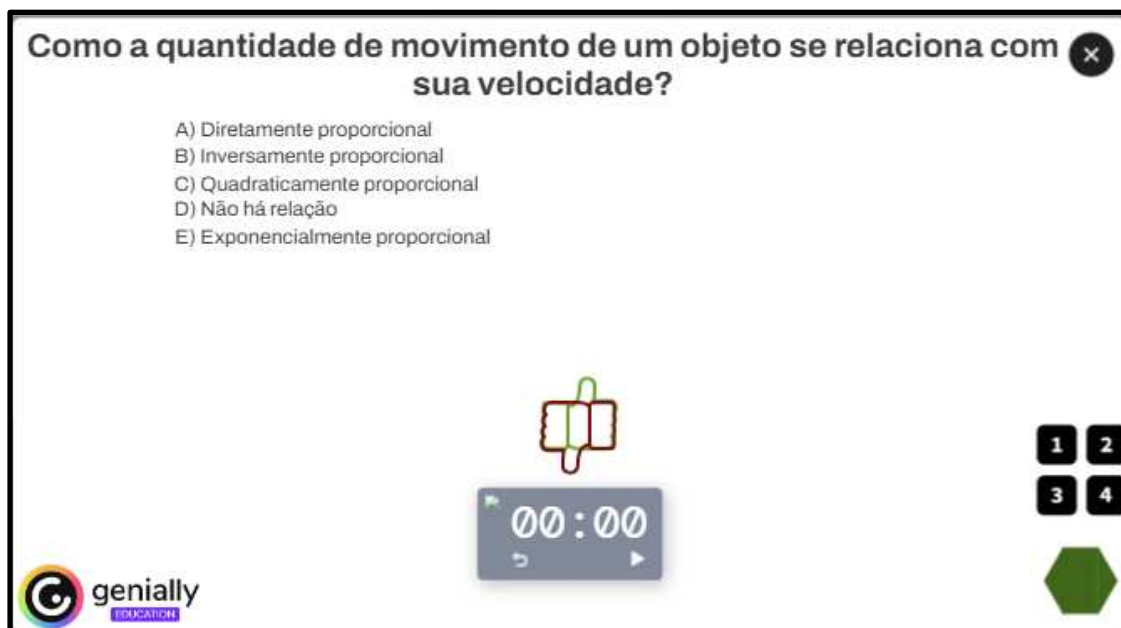 Como a quantidade de movimento de um objeto se relaciona com
sua velocidade?
A) Diretamente proporcional
B) Inversamente proporcional
C) Quadraticamente proporcional
D) Não há relação
E) Exponencialmente proporcional
00:00
1 2
3 4
genially
EDUCATION